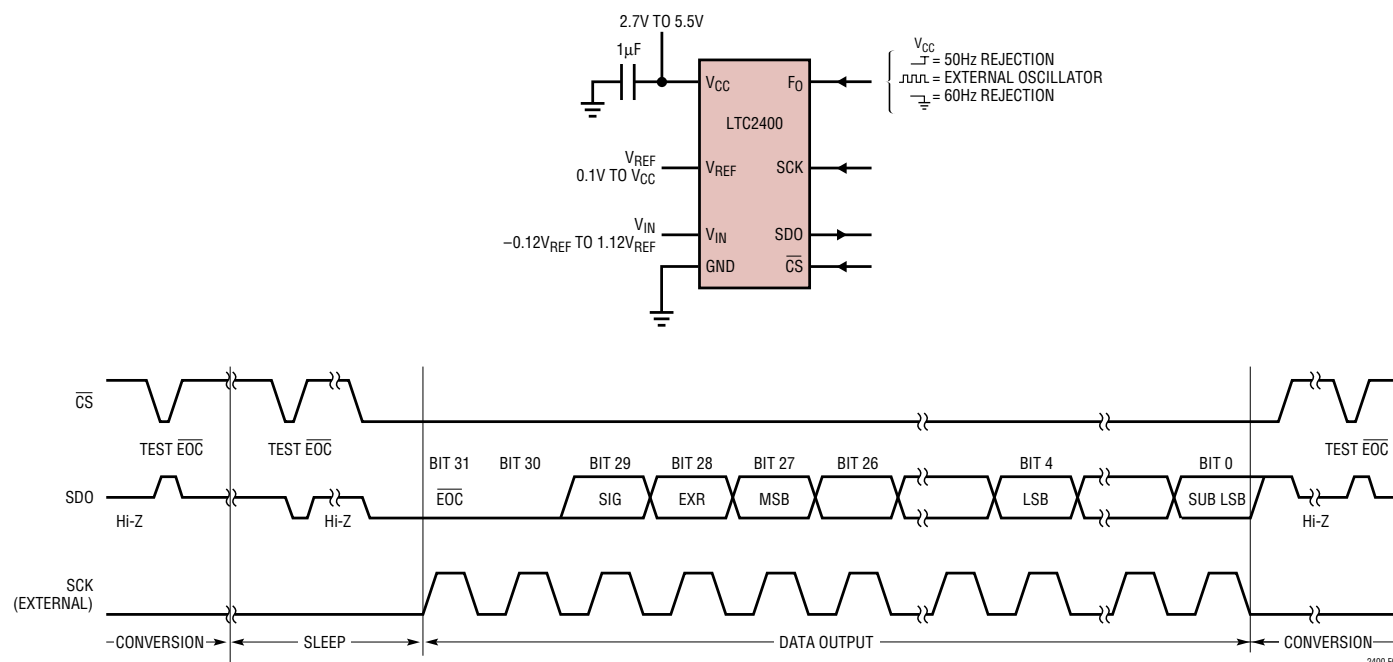 2.7V TO 5.5V
1µF
VCC
FO
LTC2400
VREF
0.1V TO VCC
VREF
SCK
VIN
–0.12VREF TO 1.12VREF
VIN
SDO
GND
CS
VCC
= 50Hz REJECTION
= EXTERNAL OSCILLATOR
= 60Hz REJECTION
CS
TEST EOC
TEST EOC
TEST EOC
BIT 31
BIT 30
BIT 29
BIT 28
BIT 27
BIT 26
BIT 4
BIT 0
SDO
EOC
SIG
EXR
MSB
LSB
SUB LSB
Hi-Z
Hi-Z
Hi-Z
SCK
(EXTERNAL)
CONVERSION
SLEEP
DATA OUTPUT
CONVERSION